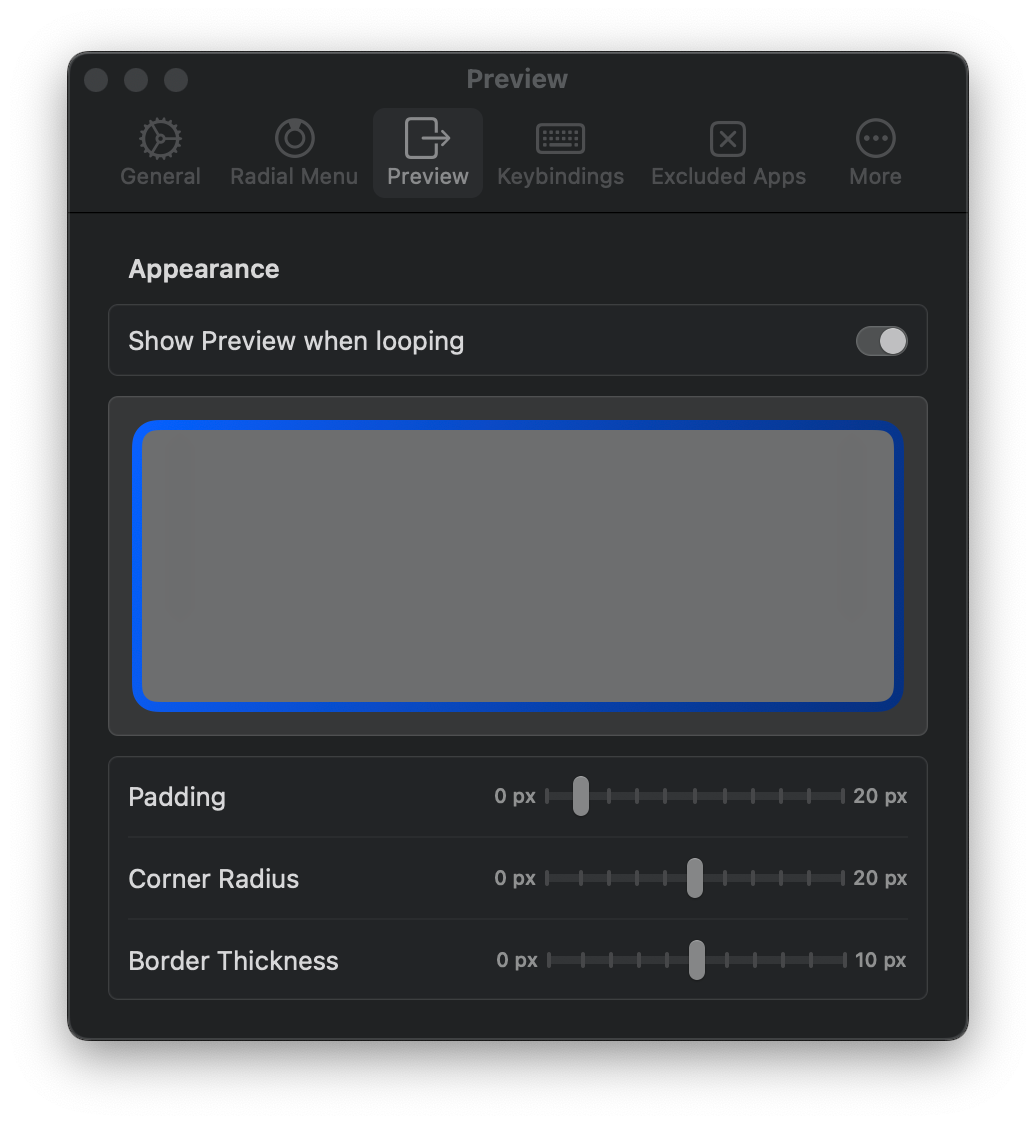 Preview
General Radial Menu Preview Keybindings Excluded Apps More
Appearance
Show Preview when looping
Padding 0 px 20 px
Corner Radius 0 px 20 px
Border Thickness 0 px 10 px